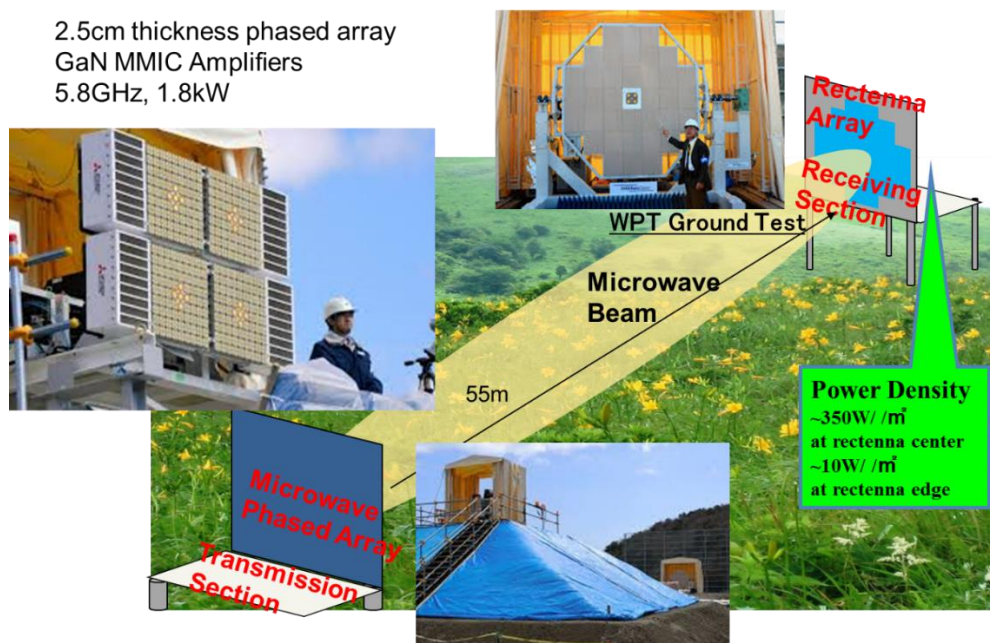 2.5cm thickness phased array
GaN MMIC Amplifiers
5.8GHz, 1.8kW
Rectenna
Array
Receiving
Section
WPT Ground Test
Microwave
Beam
55m
Power Density
~350W/ /㎡
at rectenna center
~10W/ /㎡
at rectenna edge
Microwave
Phased Array
Transmission
Section